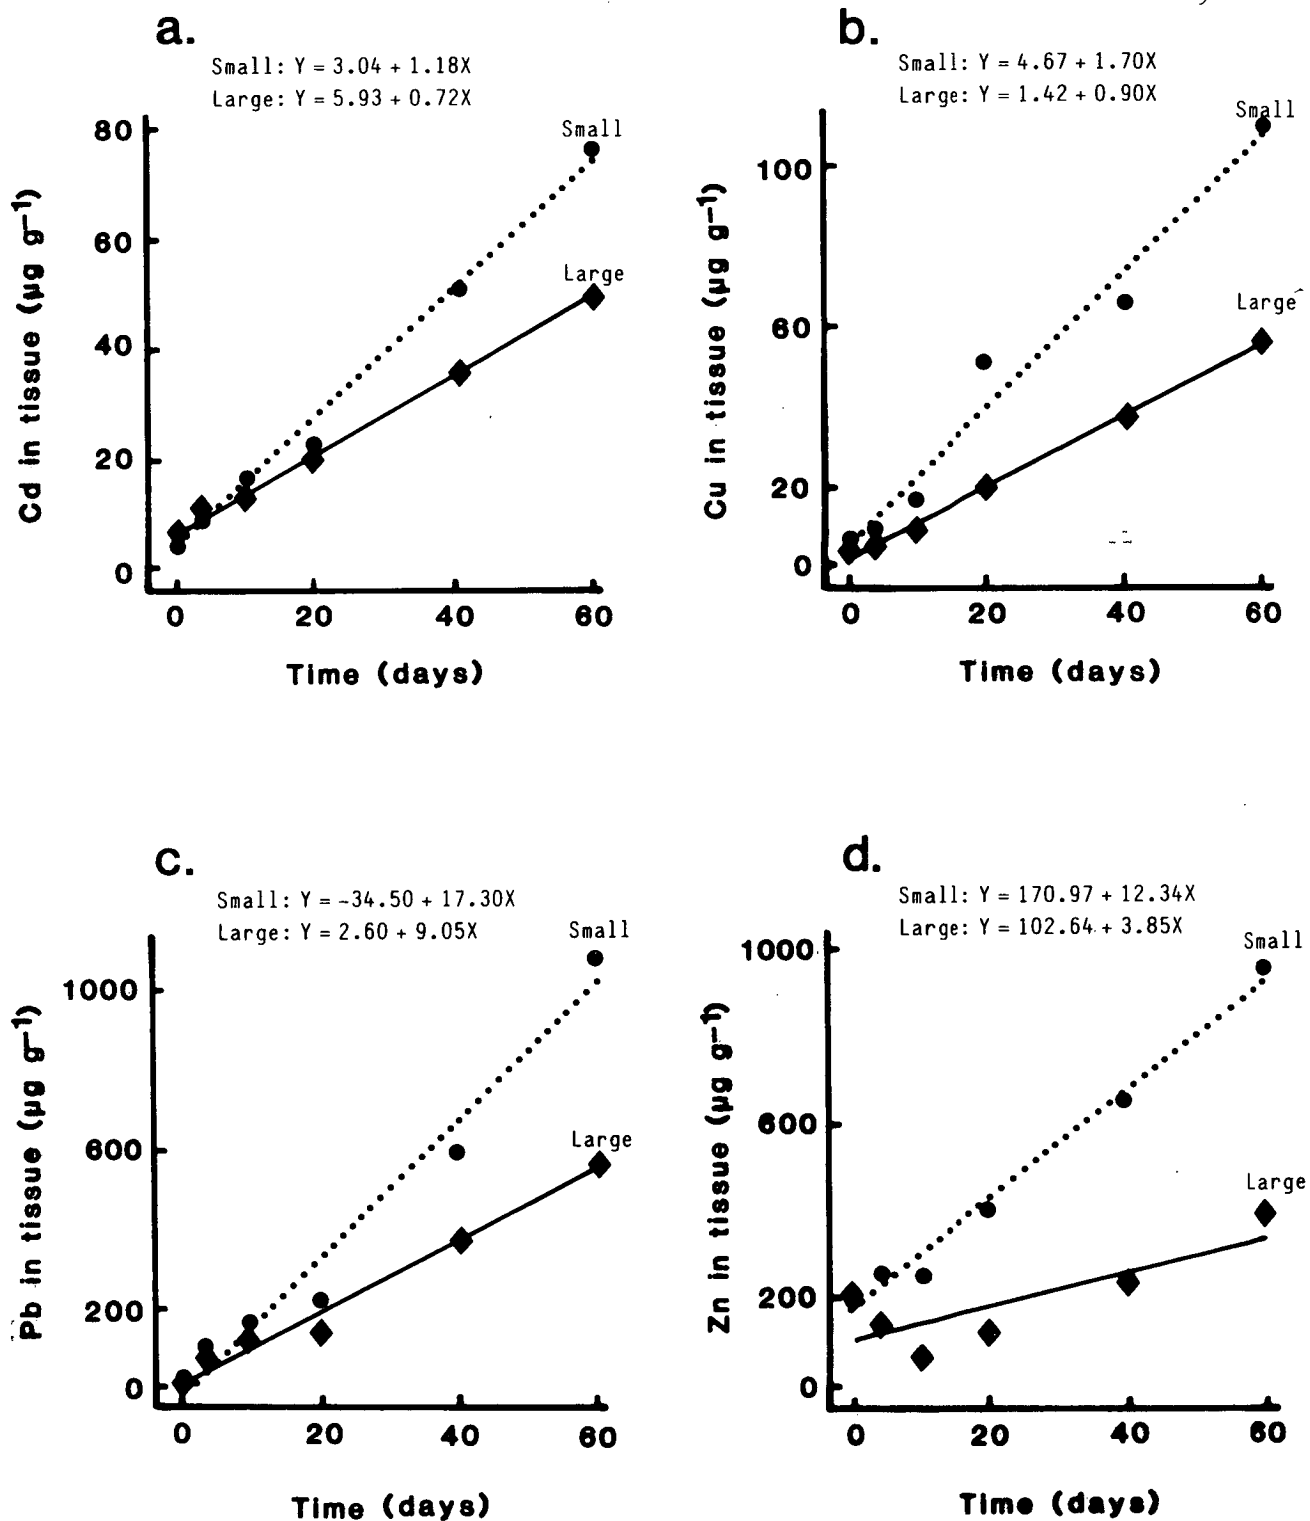 a.
Small: Y = 3.04 + 1.18X
Large: Y = 5.93 + 0.72X
Cd in tissue (µg g–1)
80
60
40
20
0
Small
Large
0 20 40 60
Time (days)
b.
Small: Y = 4.67 + 1.70X
Large: Y = 1.42 + 0.90X
Cu in tissue (µg g–1)
100
60
20
0
Small
Large
0 20 40 60
Time (days)
c.
Small: Y = -34.50 + 17.30X
Large: Y = 2.60 + 9.05X
Pb in tissue (µg g–1)
1000
600
200
0
Small
Large
0 20 40 60
Time (days)
d.
Small: Y = 170.97 + 12.34X
Large: Y = 102.64 + 3.85X
Zn in tissue (µg g–1)
1000
600
200
0
Small
Large
0 20 40 60
Time (days)